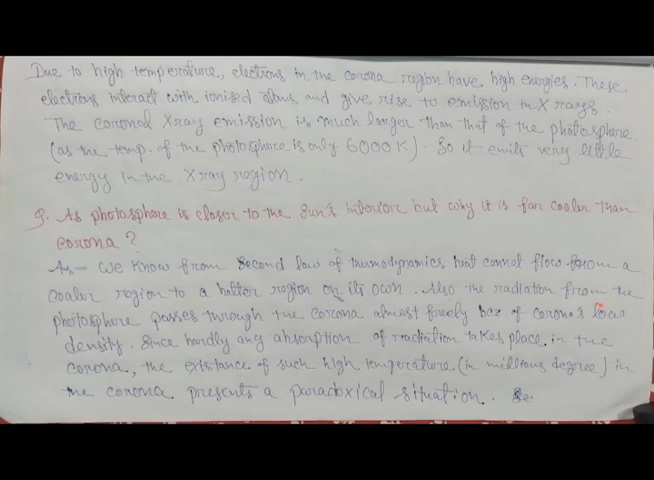 Due to high temperature, electrons in the corona region have high energies. These
electrons interact with ionised atoms and give rise to emission in X rays.
The coronal Xray emission is much larger than that of the photosphere
(as the temp. of the photosphere is only 6000 K). So it emits very little
energy in the X ray region.
Q. As photosphere is closer to the Sun's interior but why it is far cooler than
corona?
As - We know from second law of thermodynamics, heat cannot flow from a
cooler region to a hotter region on its own. Also the radiation from the
photosphere passes through the corona almost freely bcz of corona's low
density. Since hardly any absorption of radiation takes place in the
corona, the existance of such high temperature (in millions degree) in
the corona presents a paradoxical situation. Se